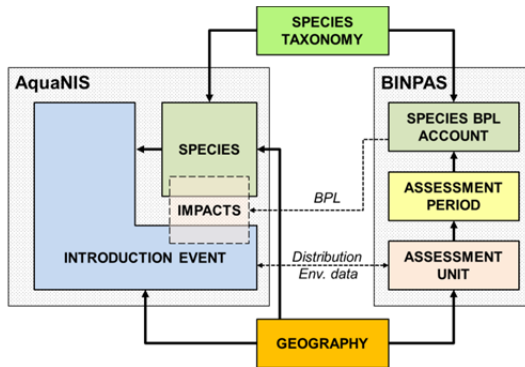 SPECIES
TAXONOMY
AquaNIS
BINPAS
SPECIES
SPECIES BPL
ACCOUNT
BPL
IMPACTS
ASSESSMENT
PERIOD
INTRODUCTION EVENT
Distribution
Env. data
ASSESSMENT
UNIT
GEOGRAPHY